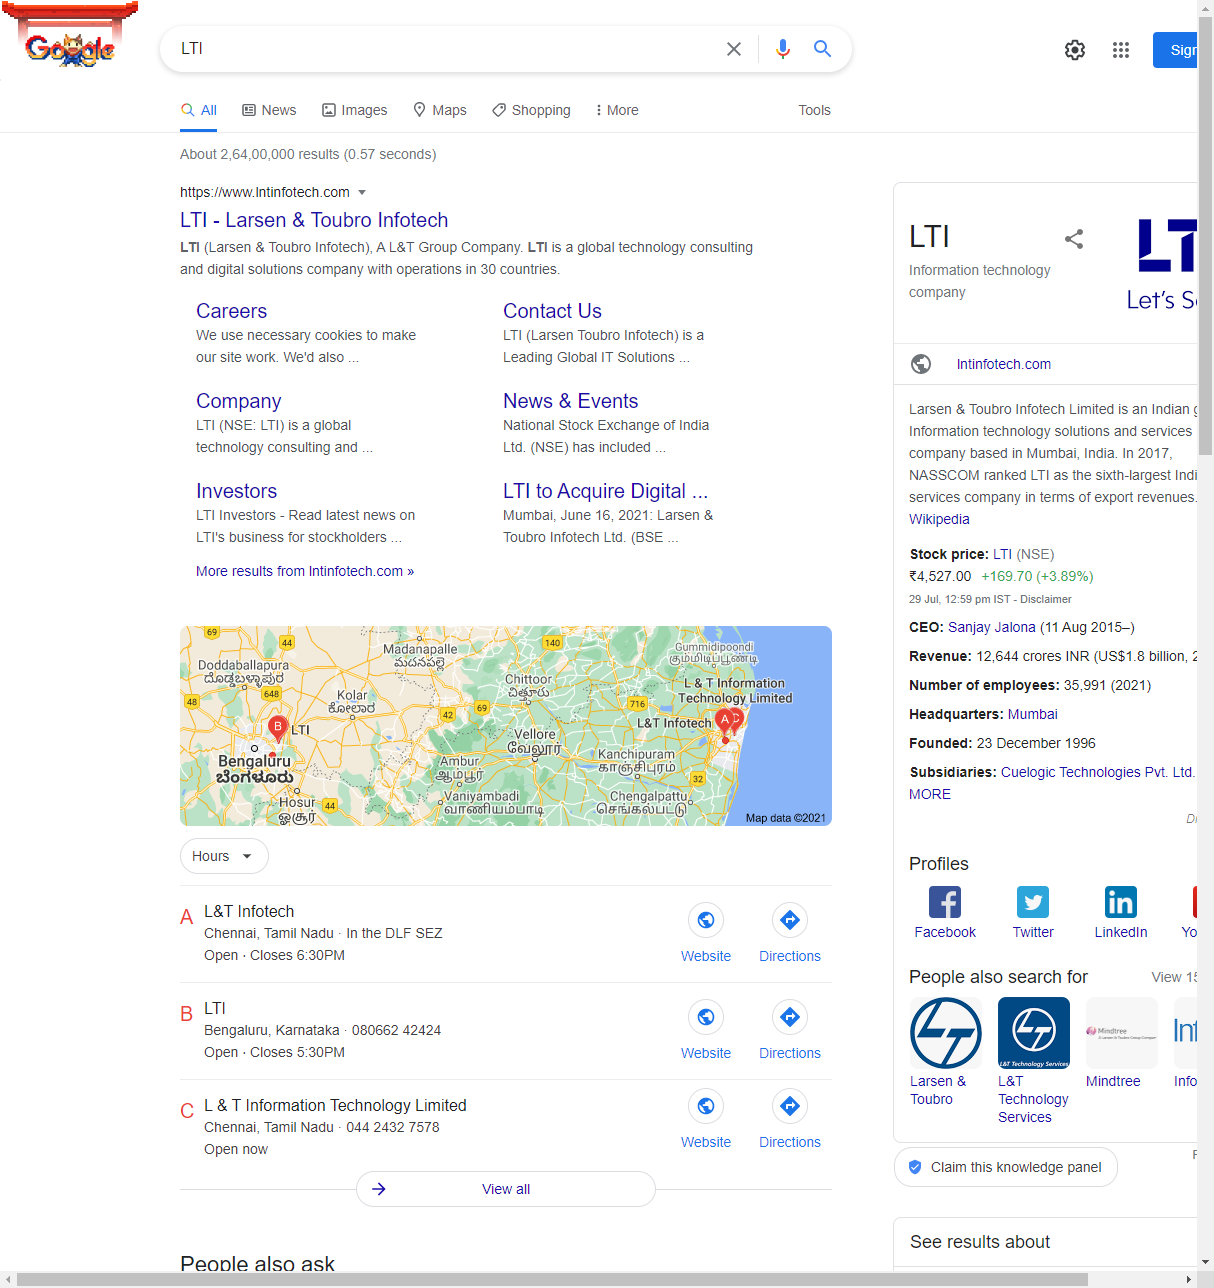 Google
LTI
Sign
All
News
Images
Maps
Shopping
More
Tools
About 2,64,00,000 results (0.57 seconds)
https://www.lntinfotech.com
LTI - Larsen & Toubro Infotech
LTI (Larsen & Toubro Infotech), A L&T Group Company. LTI is a global technology consulting
and digital solutions company with operations in 30 countries.
Careers
We use necessary cookies to make
our site work. We'd also ...
Contact Us
LTI (Larsen Toubro Infotech) is a
Leading Global IT Solutions ...
Company
LTI (NSE: LTI) is a global
technology consulting and ...
News & Events
National Stock Exchange of India
Ltd. (NSE) has included ...
Investors
LTI Investors - Read latest news on
LTI's business for stockholders ...
LTI to Acquire Digital ...
Mumbai, June 16, 2021: Larsen &
Toubro Infotech Ltd. (BSE ...
More results from lntinfotech.com »
69
44
140
Madanapalle
మదనపల్లె
Gummidipoondi
கும்மிடிப்பூண்டி
Doddaballapura
ದೊಡ್ಡಬಳ್ಳಾಪುರ
Chittoor
చిత్తూరు
L & T Information
Technology Limited
648
Kolar
ಕೋಲಾರ
48
69
716
42
L&T Infotech
A
C
B
LTI
Vellore
வேலூர்
Bengaluru
ಬೆಂಗಳೂರು
Ambur
ஆம்பூர்
Kanchipuram
காஞ்சிபுரம்
32
Hosur
ஓசூர்
44
Vaniyambadi
வாணியம்பாடி
Chengalpattu
செங்கல்பட்டு
Map data ©2021
Hours
A
L&T Infotech
Chennai, Tamil Nadu · In the DLF SEZ
Open · Closes 6:30PM
Website
Directions
B
LTI
Bengaluru, Karnataka · 080662 42424
Open · Closes 5:30PM
Website
Directions
C
L & T Information Technology Limited
Chennai, Tamil Nadu · 044 2432 7578
Open now
Website
Directions
View all
People also ask
LTI
Information technology
company
LT
Let's S
lntinfotech.com
Larsen & Toubro Infotech Limited is an Indian g
Information technology solutions and services
company based in Mumbai, India. In 2017,
NASSCOM ranked LTI as the sixth-largest Indi
services company in terms of export revenues.
Wikipedia
Stock price: LTI (NSE)
₹4,527.00 +169.70 (+3.89%)
29 Jul, 12:59 pm IST - Disclaimer
CEO: Sanjay Jalona (11 Aug 2015–)
Revenue: 12,644 crores INR (US$1.8 billion, 2
Number of employees: 35,991 (2021)
Headquarters: Mumbai
Founded: 23 December 1996
Subsidiaries: Cuelogic Technologies Pvt. Ltd.
MORE
Di
Profiles
Facebook
Twitter
LinkedIn
Yo
People also search for
View 15
L&T Technology Services
Mindtree
A Larsen & Toubro Group Company
Inf
Larsen &
Toubro
L&T
Technology
Services
Mindtree
Info
F
Claim this knowledge panel
See results about